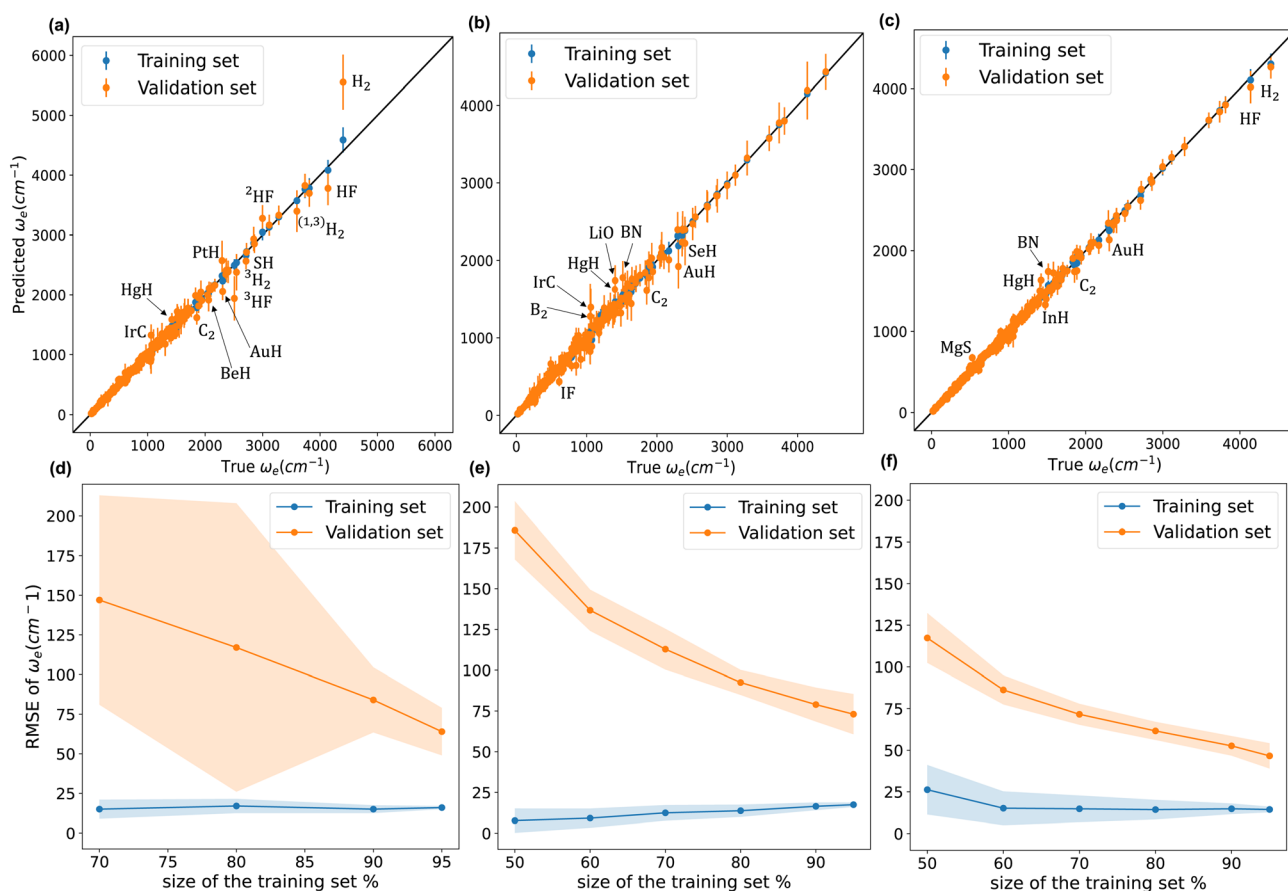 (a)
Training set
Validation set
H₂
²HF
HF
⁽¹,³⁾H₂
PtH
SH
³H₂
³HF
HgH
IrC
C₂
AuH
BeH
6000
5000
4000
3000
2000
1000
0
Predicted ωₑ(cm⁻¹)
0 1000 2000 3000 4000 5000 6000
True ωₑ(cm⁻¹)
(b)
Training set
Validation set
LiO BN
HgH
SeH
IrC
AuH
C₂
B₂
IF
4000
3000
2000
1000
0
0 1000 2000 3000 4000
True ωₑ(cm⁻¹)
(c)
Training set
Validation set
H₂
HF
BN
AuH
HgH
C₂
InH
MgS
4000
3000
2000
1000
0
0 1000 2000 3000 4000
True ωₑ(cm⁻¹)
(d)
Training set
Validation set
200
175
150
125
100
75
50
25
0
RMSE of ωₑ(cm−1)
70 75 80 85 90 95
size of the training set %
(e)
Training set
Validation set
200
175
150
125
100
75
50
25
0
50 60 70 80 90
size of the training set %
(f)
Training set
Validation set
200
175
150
125
100
75
50
25
0
50 60 70 80 90
size of the training set %